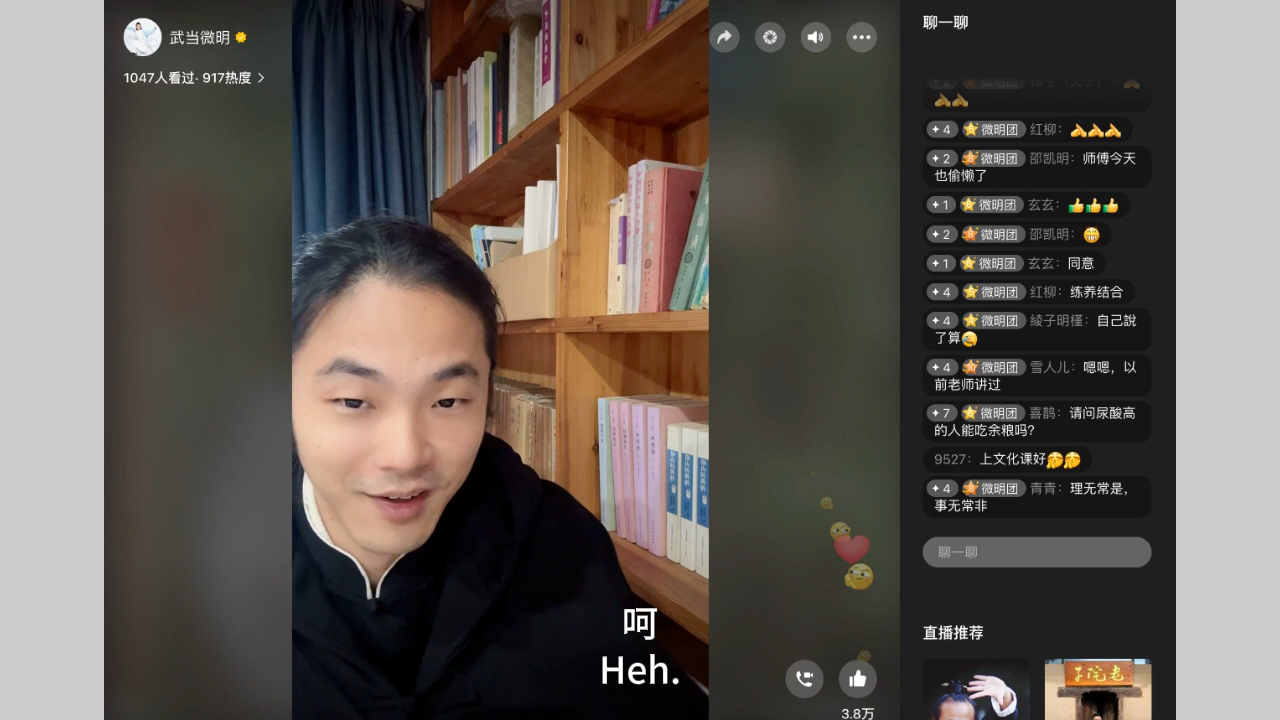 武当微明
1047人看过· 917热度
聊一聊
4 微明团 红柳：
2 微明团 邵凯明：师傅今天
也偷懒了
1 微明团 玄玄：
2 微明团 邵凯明：
1 微明团 玄玄：同意
4 微明团 红柳：练养结合
4 微明团 綾子明槿：自己說
了算
4 微明团 雪人儿：嗯嗯，以
前老师讲过
7 微明团 喜鹊：请问尿酸高
的人能吃余粮吗?
9527：上文化课好
4 微明团 青青：理无常是，
事无常非
聊一聊
呵
Heh.
3.8万
直播推荐